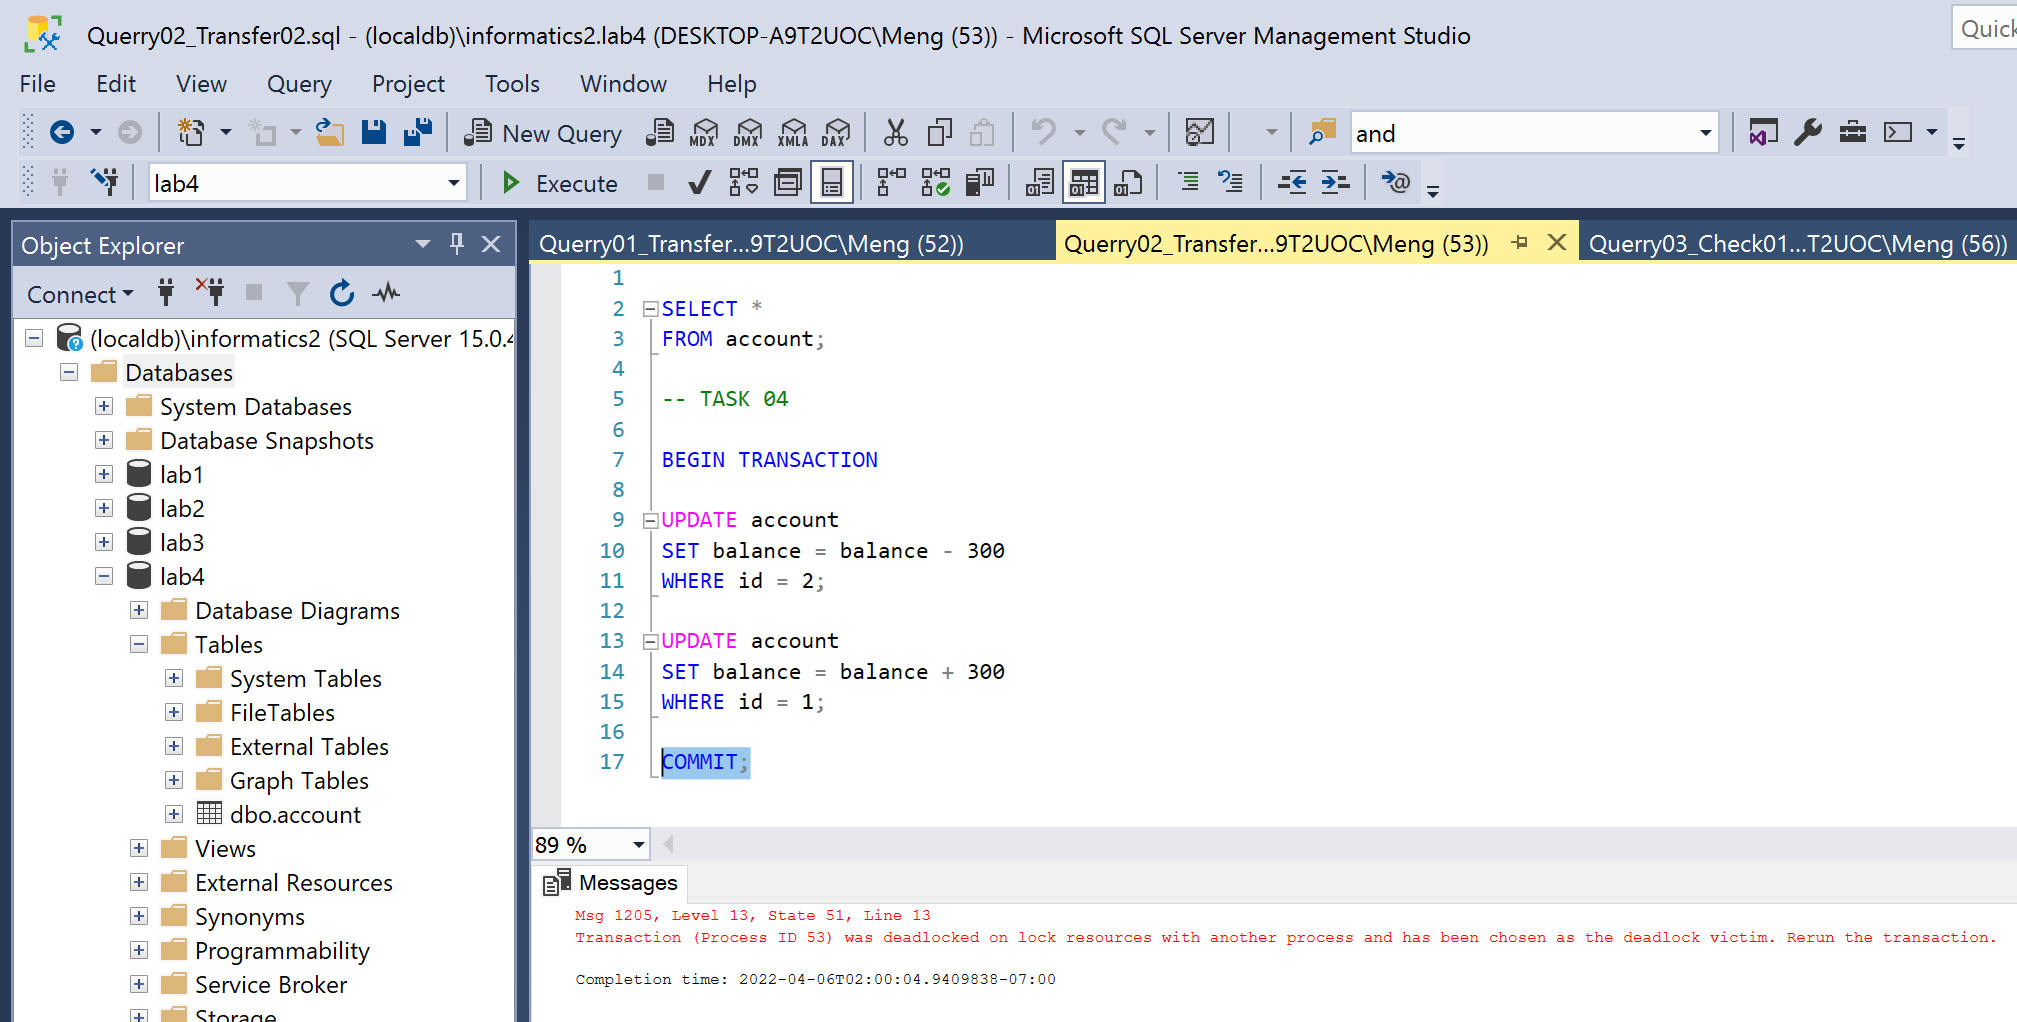 Querry02_Transfer02.sql - (localdb)\informatics2.lab4 (DESKTOP-A9T2UOC\Meng (53)) - Microsoft SQL Server Management Studio
Quick
File Edit View Query Project Tools Window Help
New Query MDX DMX XMLA DAX and
lab4 Execute
Object Explorer
Connect
(localdb)\informatics2 (SQL Server 15.0.4
Databases
System Databases
Database Snapshots
lab1
lab2
lab3
lab4
Database Diagrams
Tables
System Tables
FileTables
External Tables
Graph Tables
dbo.account
Views
External Resources
Synonyms
Programmability
Service Broker
Storage
Querry01_Transfer...9T2UOC\Meng (52)) Querry02_Transfer...9T2UOC\Meng (53)) Querry03_Check01...T2UOC\Meng (56))
1
2 SELECT *
3 FROM account;
4
5 -- TASK 04
6
7 BEGIN TRANSACTION
8
9 UPDATE account
10 SET balance = balance - 300
11 WHERE id = 2;
12
13 UPDATE account
14 SET balance = balance + 300
15 WHERE id = 1;
16
17 COMMIT;
89 %
Messages
Msg 1205, Level 13, State 51, Line 13
Transaction (Process ID 53) was deadlocked on lock resources with another process and has been chosen as the deadlock victim. Rerun the transaction.
Completion time: 2022-04-06T02:00:04.9409838-07:00